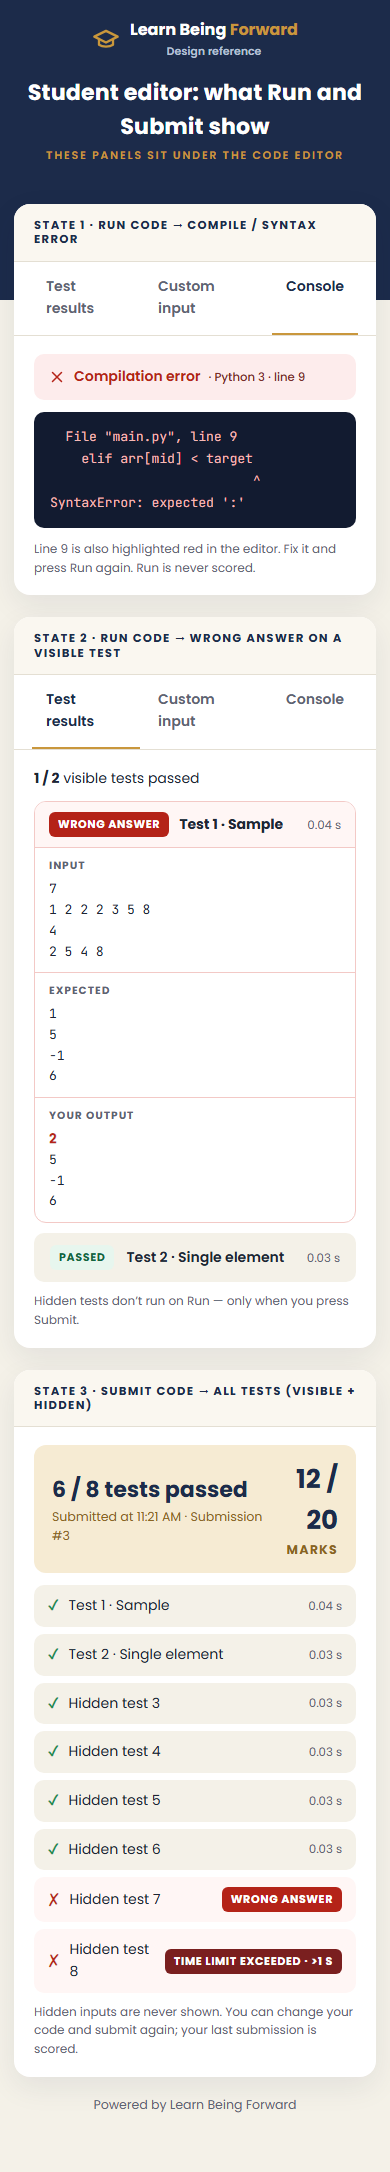 Learn Being Forward
Design reference
Student editor: what Run and
Submit show
THESE PANELS SIT UNDER THE CODE EDITOR
STATE 1 · RUN CODE → COMPILE / SYNTAX
ERROR
Test results
Custom input
Console
✕ Compilation error · Python 3 · line 9
File "main.py", line 9
elif arr[mid] < target
^
SyntaxError: expected ':'
Line 9 is also highlighted red in the editor. Fix it and
press Run again. Run is never scored.
STATE 2 · RUN CODE → WRONG ANSWER ON A
VISIBLE TEST
Test results
Custom input
Console
1 / 2 visible tests passed
WRONG ANSWER Test 1 · Sample 0.04 s
INPUT
7
1 2 2 2 3 5 8
4
2 5 4 8
EXPECTED
1
5
-1
6
YOUR OUTPUT
2
5
-1
6
PASSED Test 2 · Single element 0.03 s
Hidden tests don’t run on Run — only when you press
Submit.
STATE 3 · SUBMIT CODE → ALL TESTS (VISIBLE +
HIDDEN)
6 / 8 tests passed
Submitted at 11:21 AM · Submission
#3
12 /
20
MARKS
✓ Test 1 · Sample 0.04 s
✓ Test 2 · Single element 0.03 s
✓ Hidden test 3 0.03 s
✓ Hidden test 4 0.03 s
✓ Hidden test 5 0.03 s
✓ Hidden test 6 0.03 s
✗ Hidden test 7 WRONG ANSWER
✗ Hidden test 8 TIME LIMIT EXCEEDED · >1 S
Hidden inputs are never shown. You can change your
code and submit again; your last submission is
scored.
Powered by Learn Being Forward